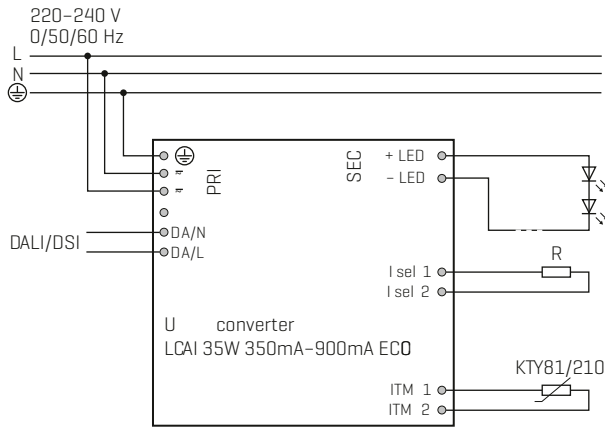 220–240 V
0/50/60 Hz
L
N
PRI
SEC
+ LED
– LED
DALI/DSI
DA/N
DA/L
I sel 1
I sel 2
R
U converter
LCAI 35W 350mA–900mA ECO
KTY81/210
ITM 1
ITM 2